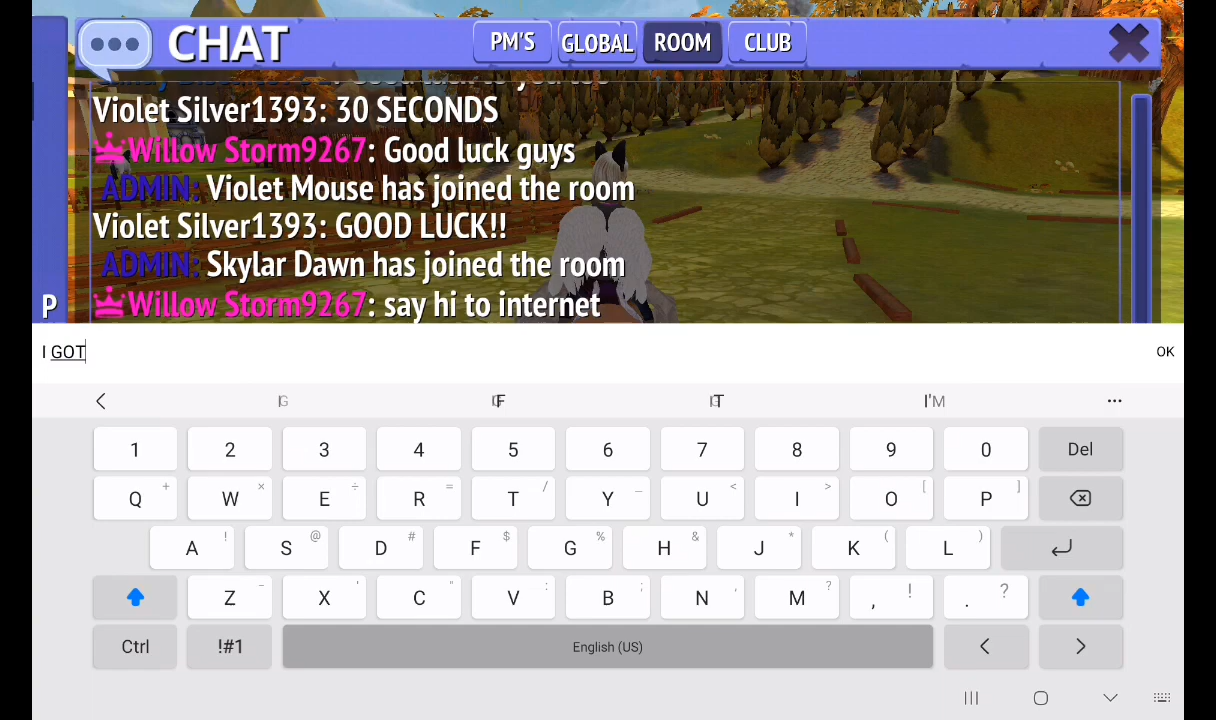 CHAT
PM'S GLOBAL ROOM CLUB
Violet Silver1393: 30 SECONDS
Willow Storm9267: Good luck guys
ADMIN: Violet Mouse has joined the room
Violet Silver1393: GOOD LUCK!!
ADMIN: Skylar Dawn has joined the room
P
Willow Storm9267: say hi to internet
I GOT
OK
I'M
1 2 3 4 5 6 7 8 9 0 Del
Q + W × E ÷ R = T / Y _ U < I > O [ P ]
A ! S @ D # F $ G % H & J * K ( L )
Z - X ' C " V : B ; N , M ? , ! . ?
Ctrl !#1 English (US) < >